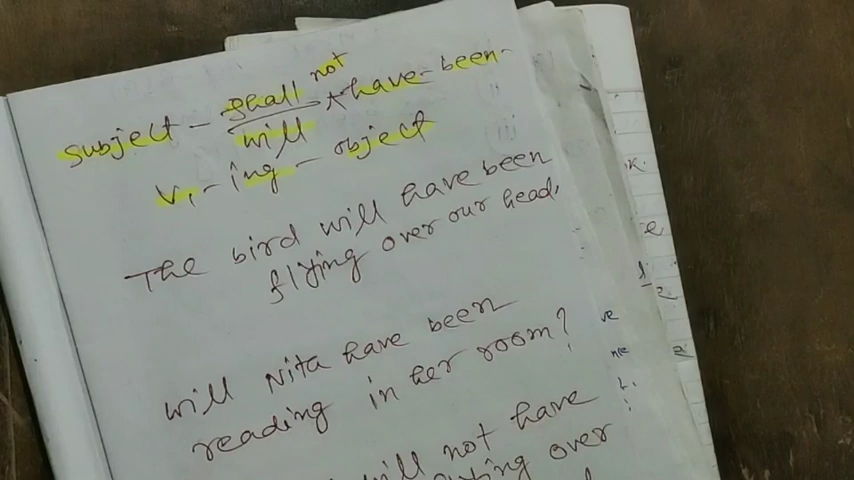 not
subject - shall have-been-
will
V1 - ing - object
The bird will have been
flying over our head.
will Nita have been
reading in her room?
will not have
over